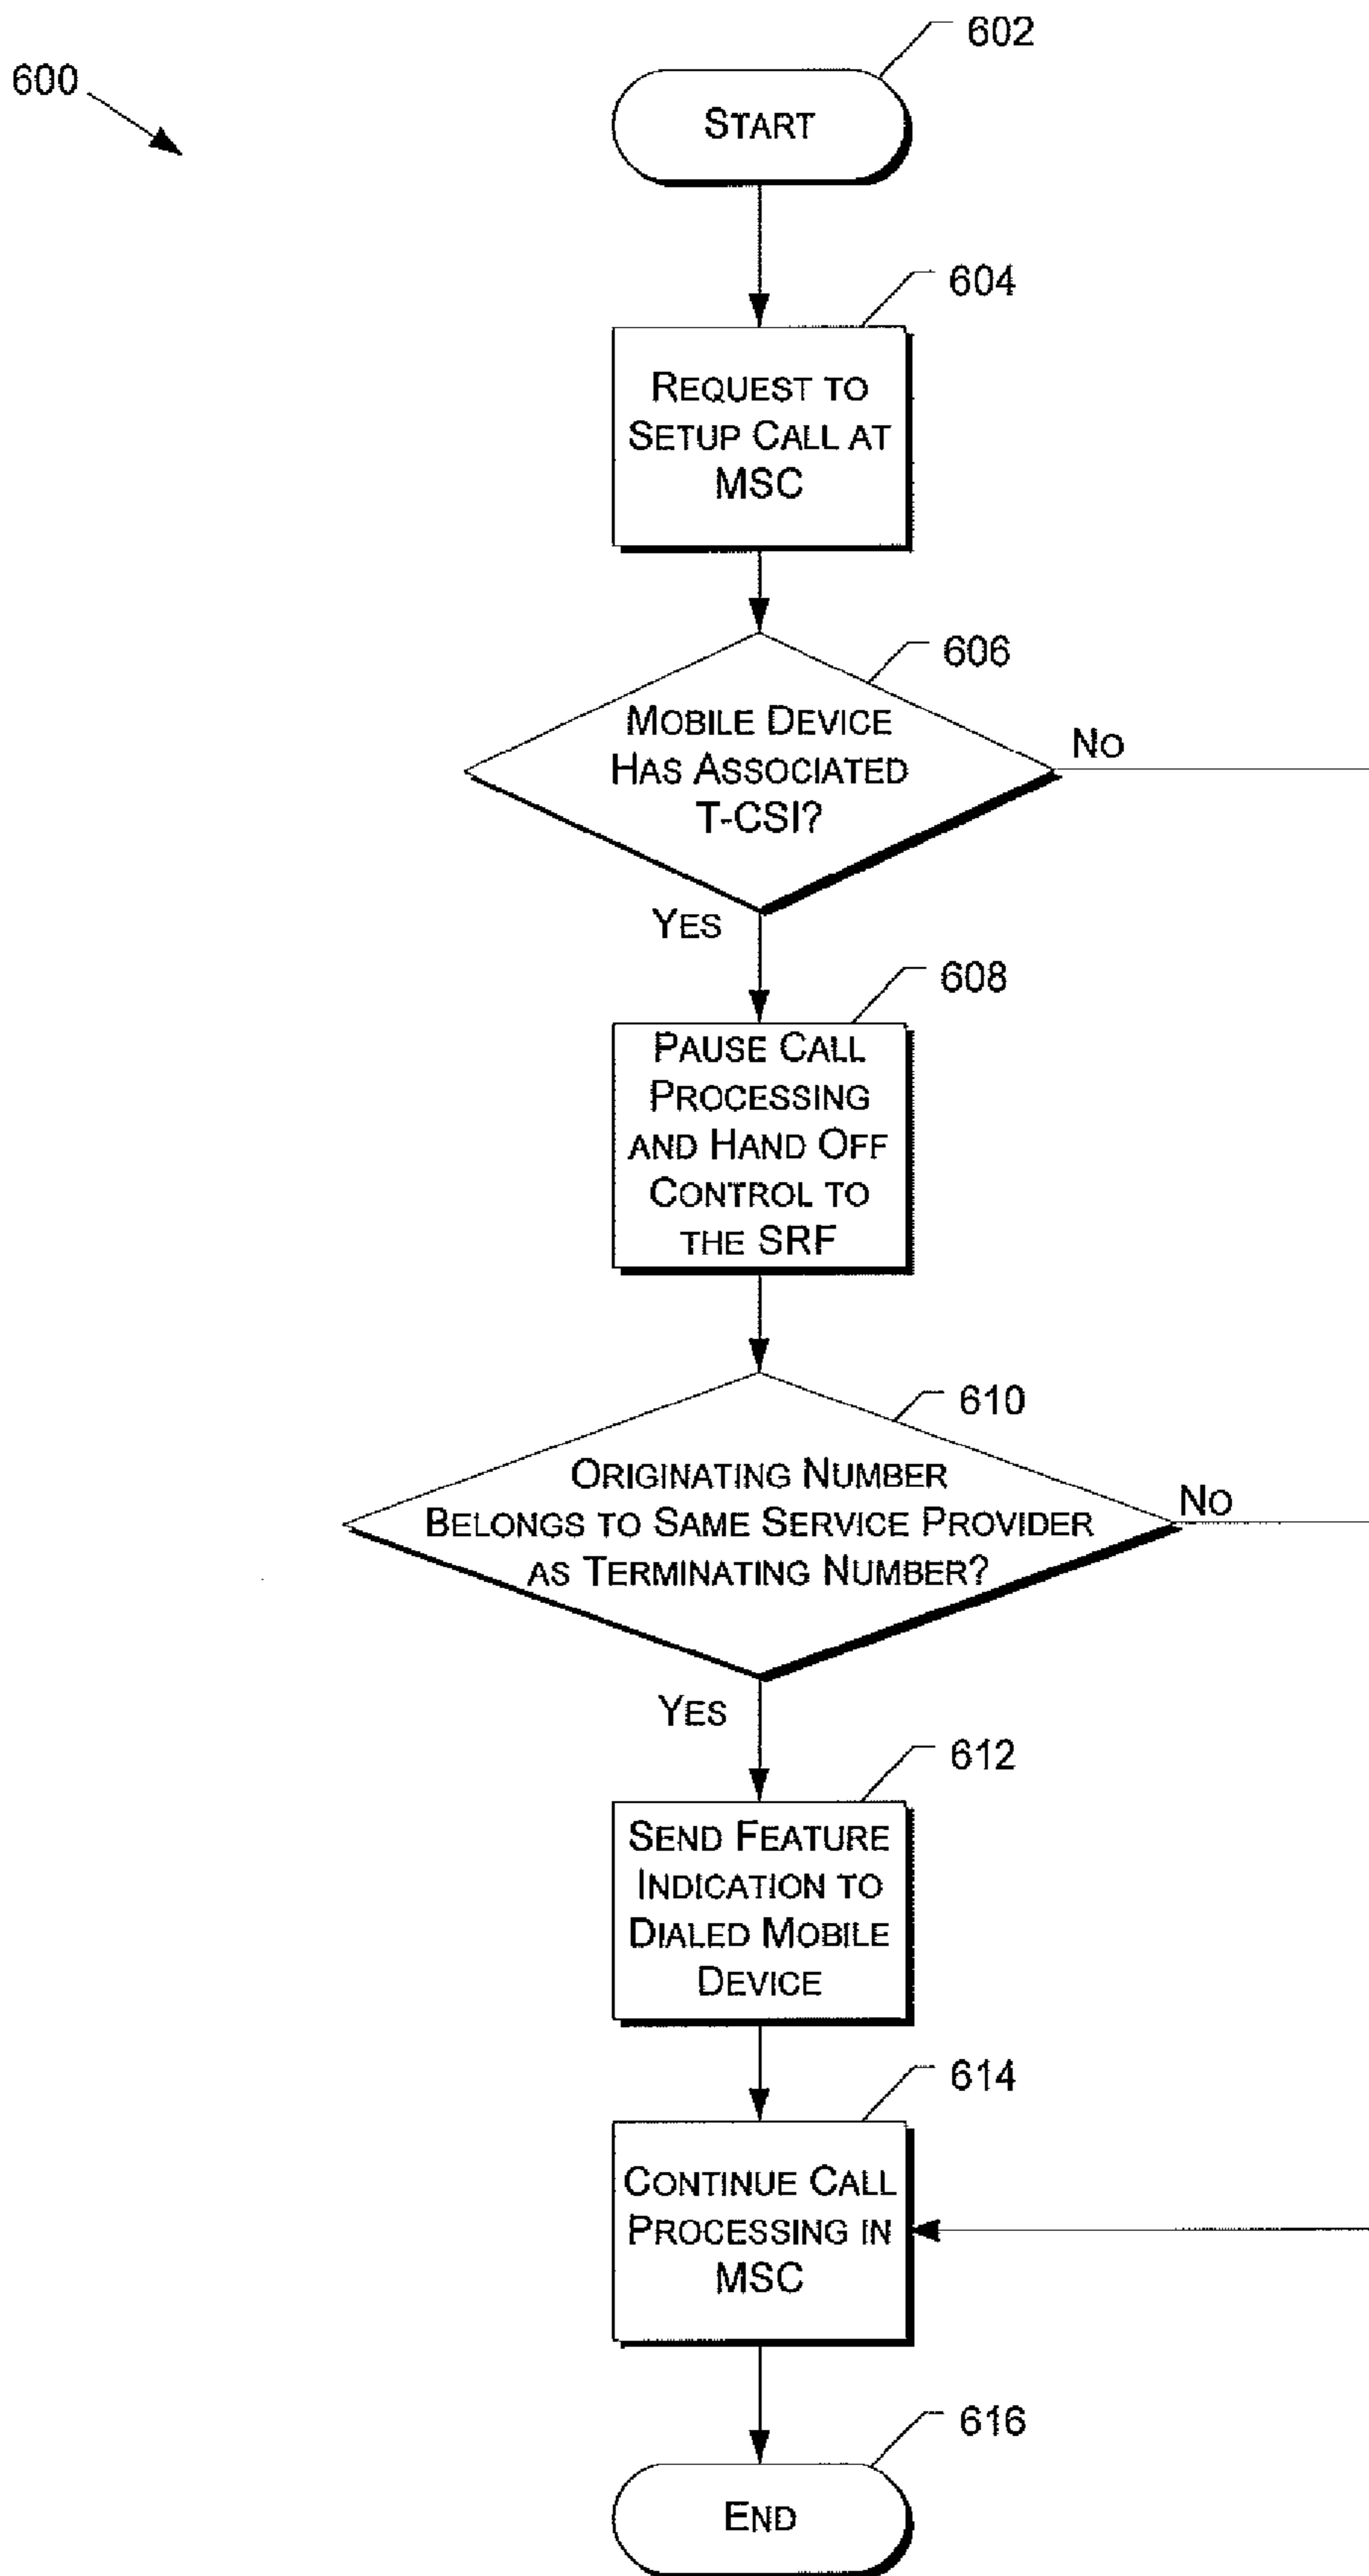 602
600
START
604
REQUEST TO
SETUP CALL AT
MSC
606
MOBILE DEVICE
HAS ASSOCIATED
T-CSI?
NO
YES
608
PAUSE CALL
PROCESSING
AND HAND OFF
CONTROL TO
THE SRF
610
ORIGINATING NUMBER
BELONGS TO SAME SERVICE PROVIDER
AS TERMINATING NUMBER?
NO
YES
612
SEND FEATURE
INDICATION TO
DIALED MOBILE
DEVICE
614
CONTINUE CALL
PROCESSING IN
MSC
616
END